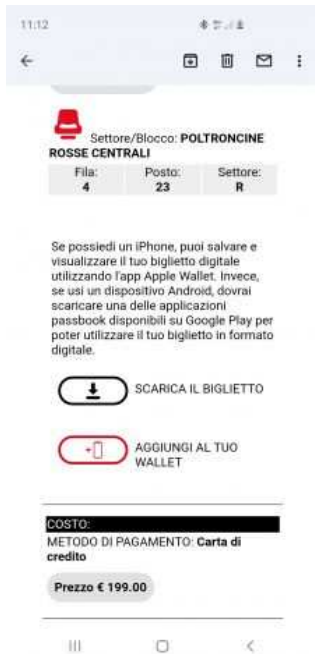 11:12
Settore/Blocco: POLTRONCINE
ROSSE CENTRALI
Fila: Posto: Settore:
4 23 R
Se possiedi un iPhone, puoi salvare e
visualizzare il tuo biglietto digitale
utilizzando l'app Apple Wallet. Invece,
se usi un dispositivo Android, dovrai
scaricare una delle applicazioni
passbook disponibili su Google Play per
poter utilizzare il tuo biglietto in formato
digitale.
SCARICA IL BIGLIETTO
AGGIUNGI AL TUO
WALLET
COSTO:
METODO DI PAGAMENTO: Carta di
credito
Prezzo € 199.00